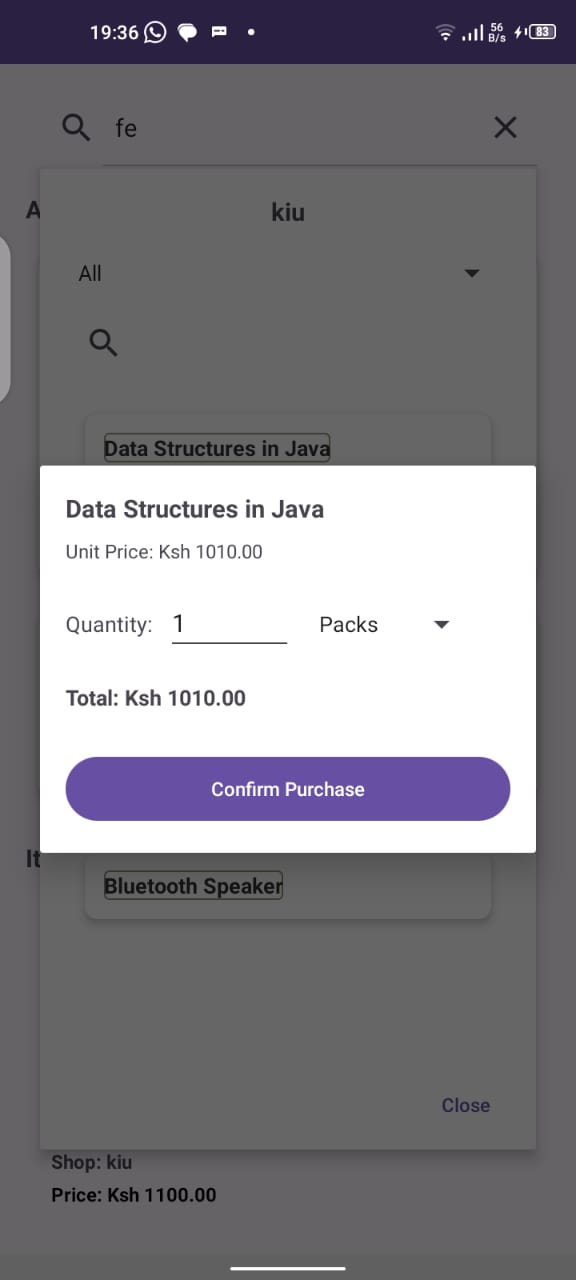 19:36 56 B/s 83
fe
A
kiu
All
Data Structures in Java
Data Structures in Java
Unit Price: Ksh 1010.00
Quantity: 1 Packs
Total: Ksh 1010.00
Confirm Purchase
It
Bluetooth Speaker
Close
Shop: kiu
Price: Ksh 1100.00